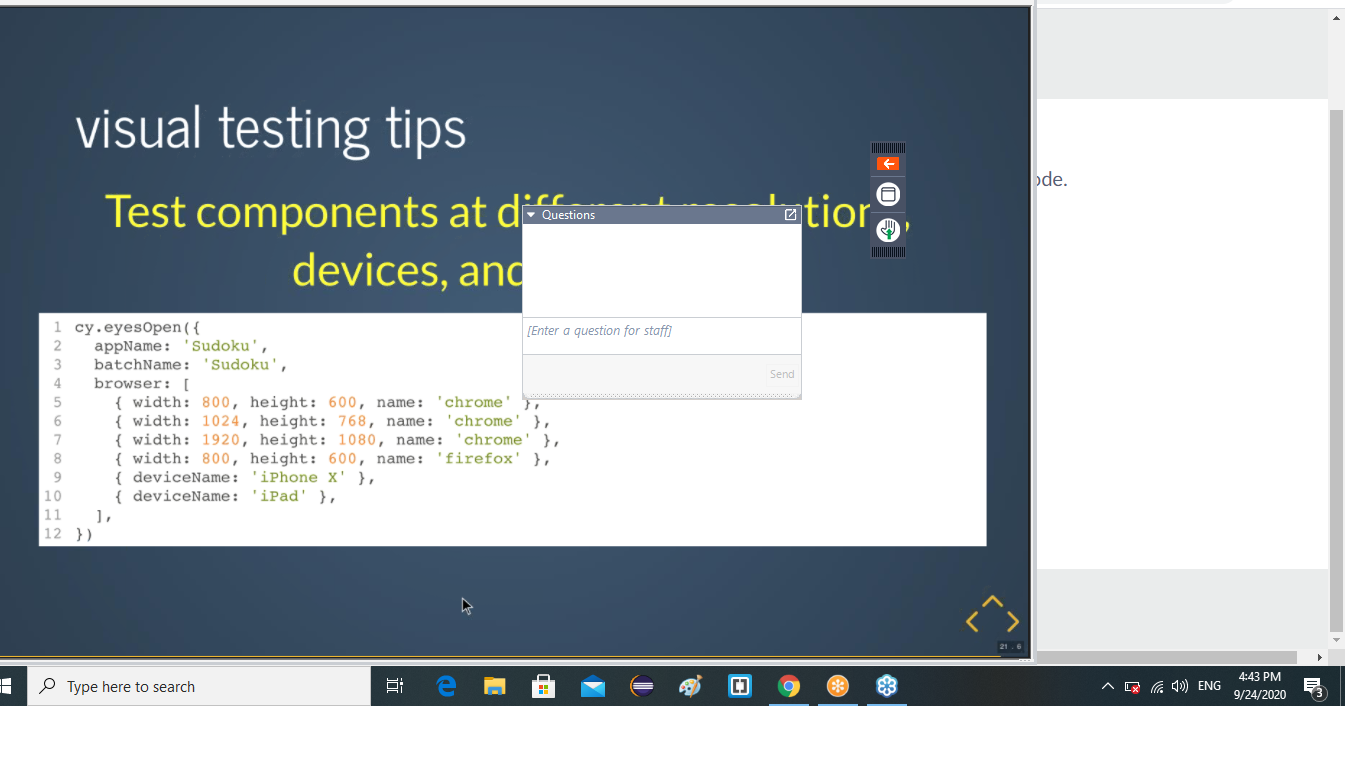 visual testing tips
Test components at different resolutions,
devices, and
Questions
[Enter a question for staff]
Send
1 cy.eyesOpen({
2 appName: 'Sudoku',
3 batchName: 'Sudoku',
4 browser: [
5 { width: 800, height: 600, name: 'chrome' },
6 { width: 1024, height: 768, name: 'chrome' },
7 { width: 1920, height: 1080, name: 'chrome' },
8 { width: 800, height: 600, name: 'firefox' },
9 { deviceName: 'iPhone X' },
10 { deviceName: 'iPad' },
11 ],
12 })
21 . 6
ode.
Type here to search
ENG
4:43 PM
9/24/2020
3